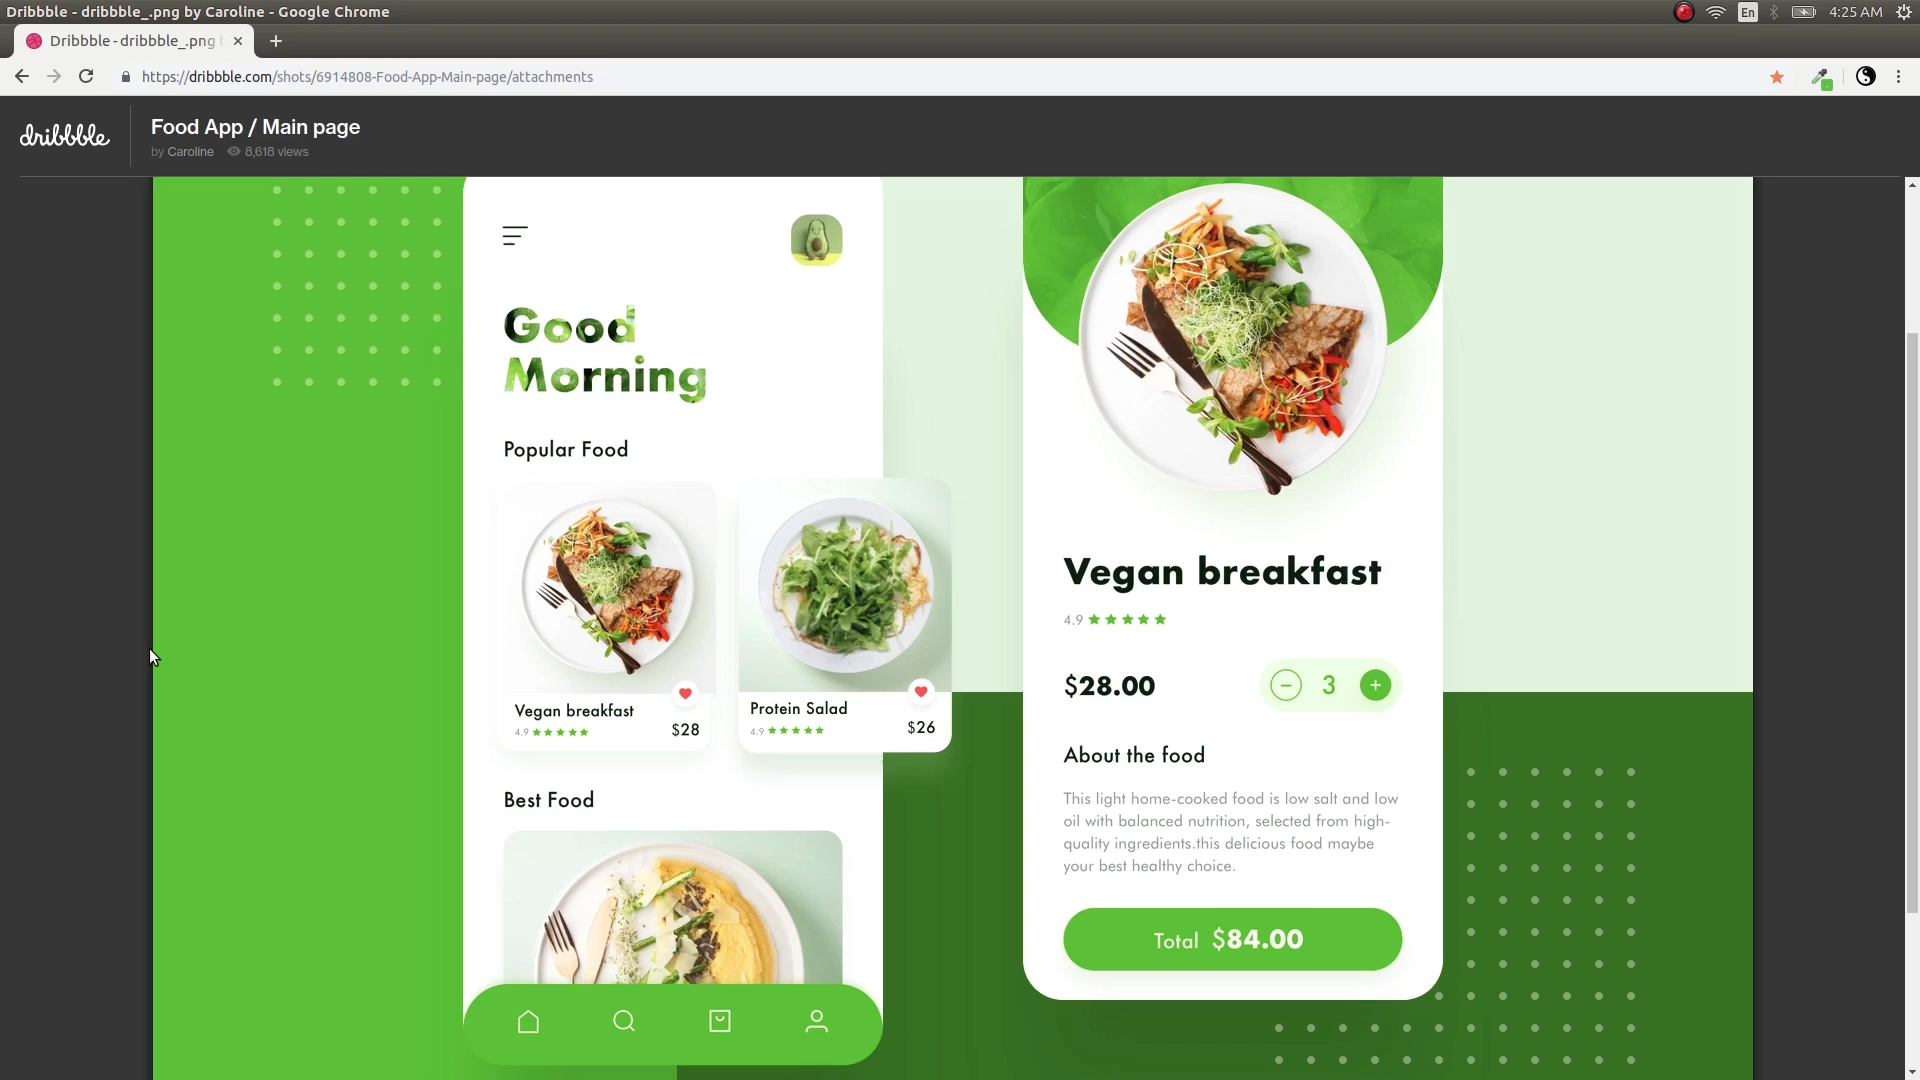 Dribbble - dribbble_.png by Caroline - Google Chrome
En
4:25 AM
Dribbble - dribbble_.png
https://dribbble.com/shots/6914808-Food-App-Main-page/attachments
dribbble
Food App / Main page
by Caroline 8,618 views
Good
Morning
Popular Food
Vegan breakfast
4.9
$28
Protein Salad
4.9
$26
Best Food
Vegan breakfast
4.9
$28.00
3
About the food
This light home-cooked food is low salt and low
oil with balanced nutrition, selected from high-
quality ingredients.this delicious food maybe
your best healthy choice.
Total $84.00